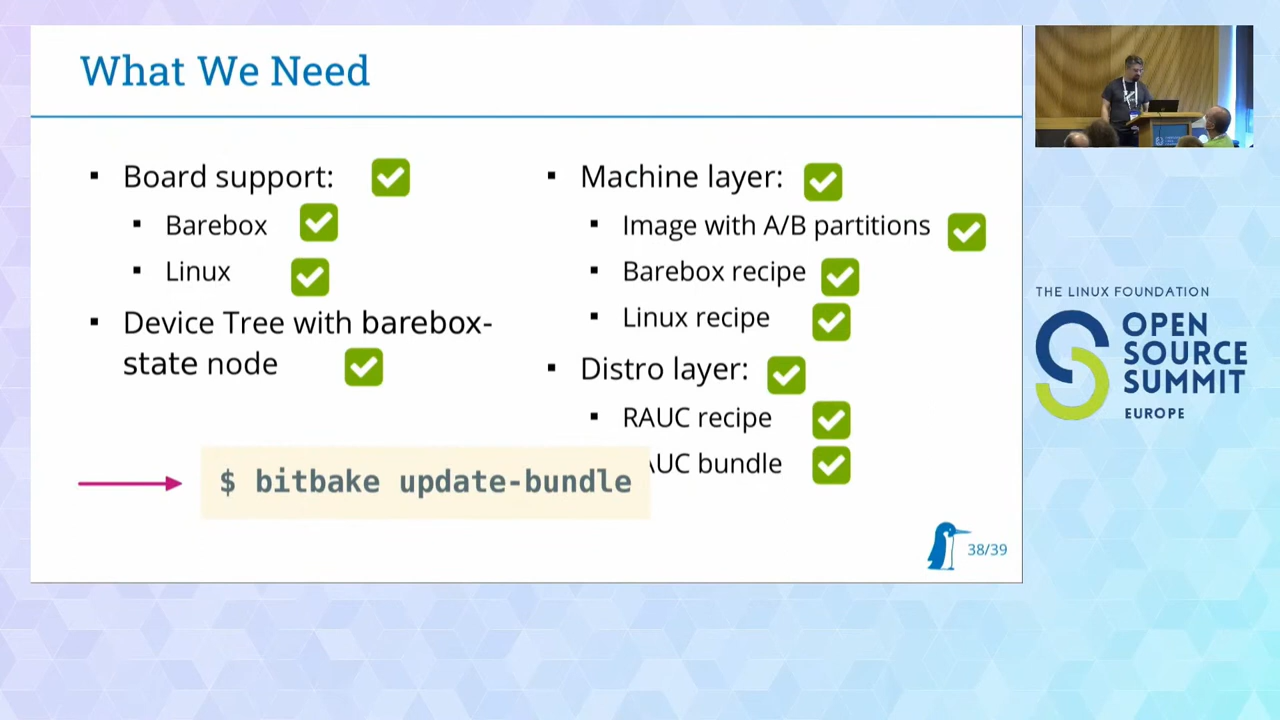 What We Need
▪ Board support:
▪ Barebox
▪ Linux
▪ Device Tree with barebox-
state node
▪ Machine layer:
▪ Image with A/B partitions
▪ Barebox recipe
▪ Linux recipe
▪ Distro layer:
▪ RAUC recipe
AUC bundle
$ bitbake update-bundle
38/39
THE LINUX FOUNDATION
OPEN
SOURCE
SUMMIT
EUROPE